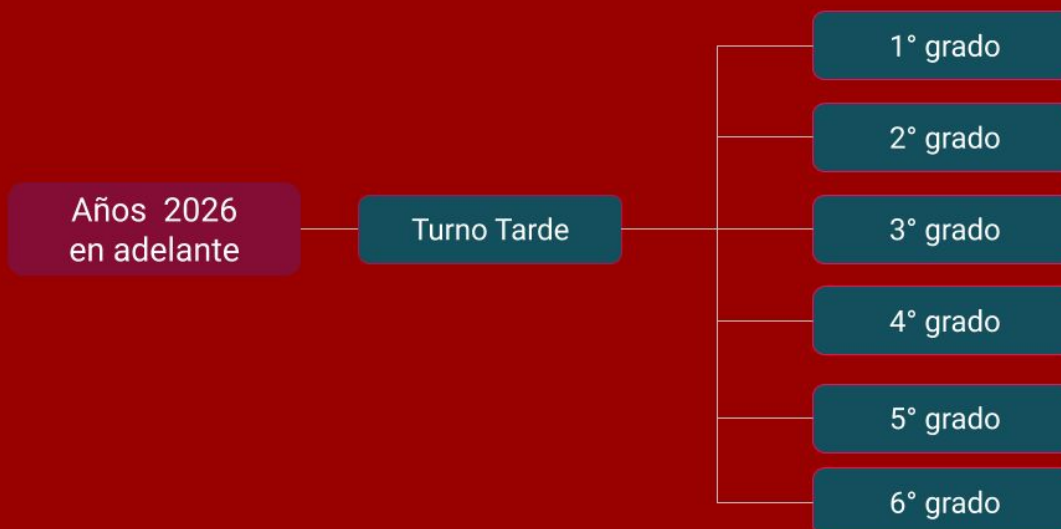 Años 2026
en adelante
Turno Tarde
1° grado
2° grado
3° grado
4° grado
5° grado
6° grado